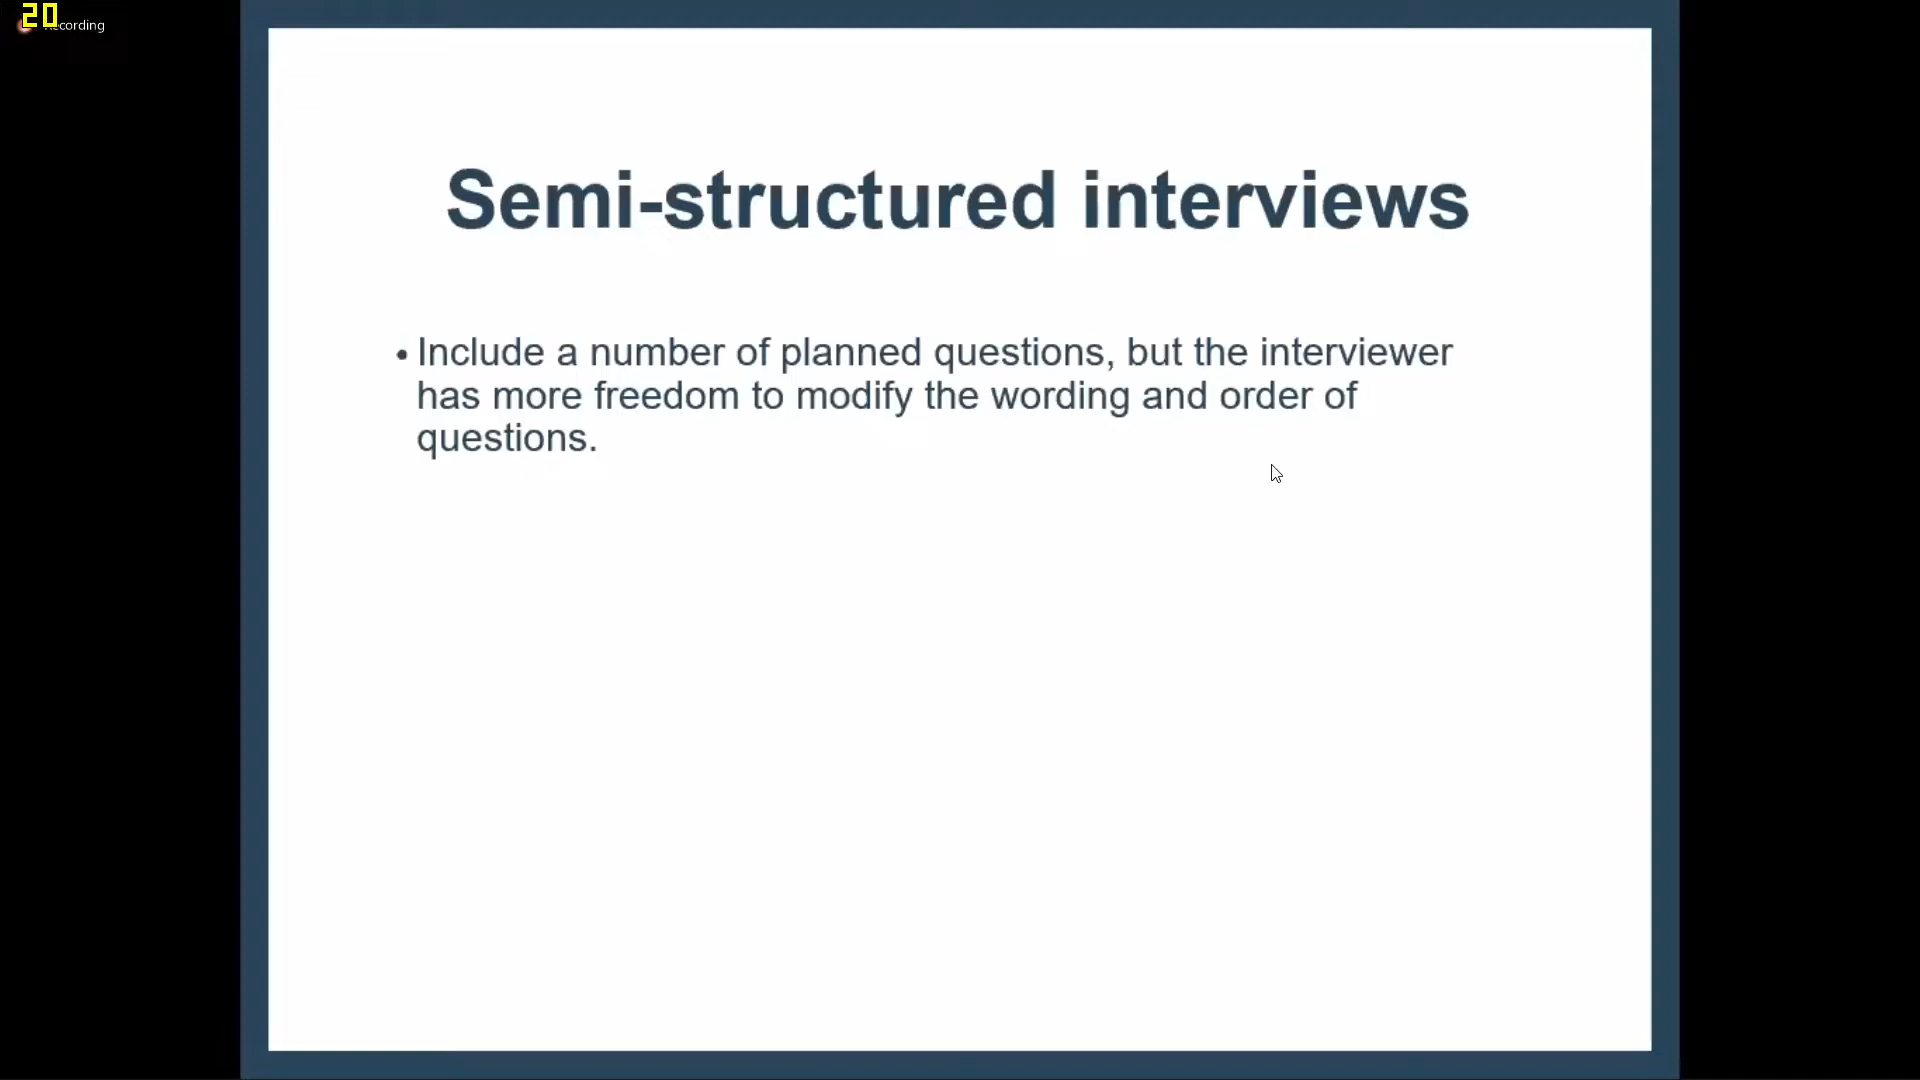 20
Recording
Semi-structured interviews
• Include a number of planned questions, but the interviewer
has more freedom to modify the wording and order of
questions.